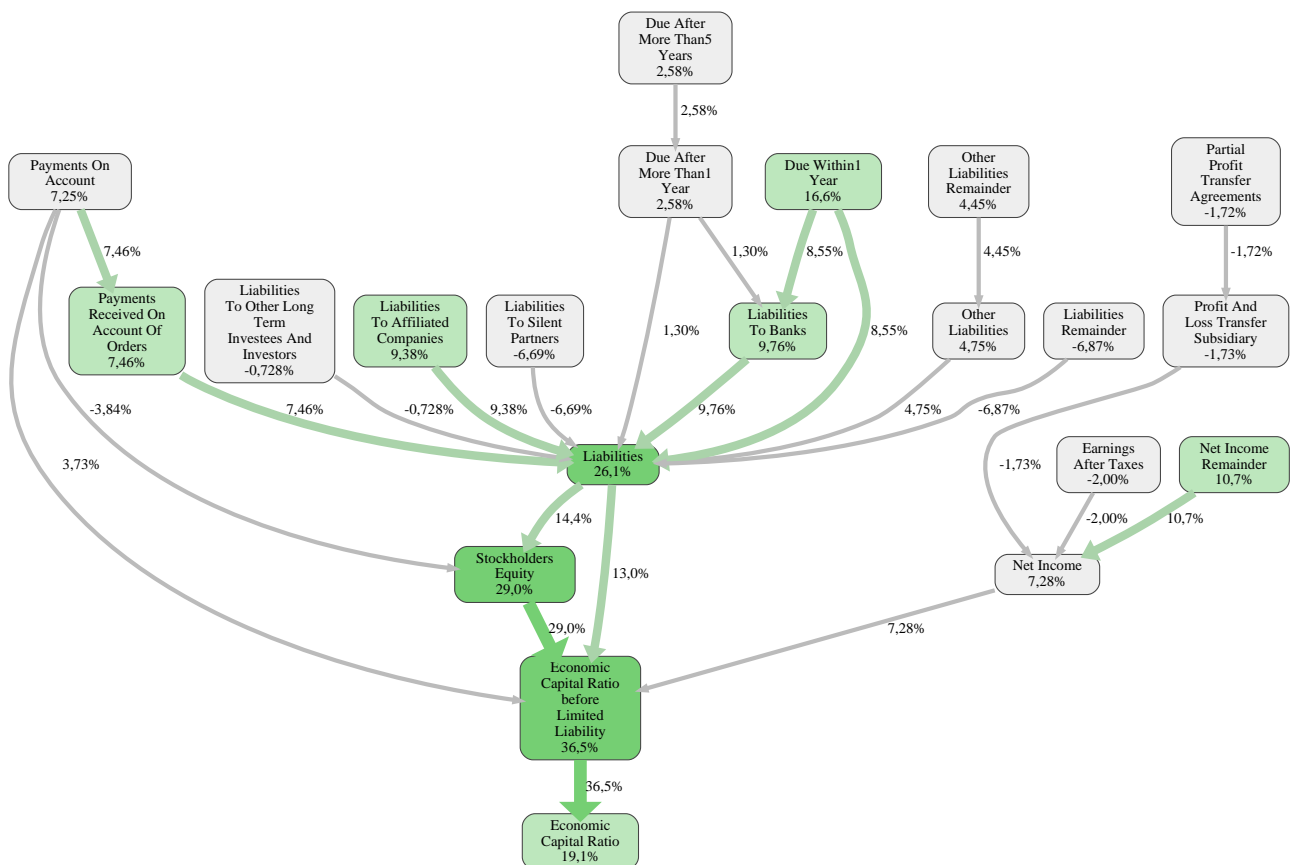 Due After
More Than5
Years
2,58%
2,58%
Payments On
Account
7,25%
Due After
More Than1
Year
2,58%
Due Within1
Year
16,6%
Other
Liabilities
Remainder
4,45%
Partial
Profit
Transfer
Agreements
-1,72%
7,46%
1,30%
8,55%
4,45%
-1,72%
Payments
Received On
Account Of
Orders
7,46%
Liabilities
To Other Long
Term
Investees And
Investors
-0,728%
Liabilities
To Affiliated
Companies
9,38%
Liabilities
To Silent
Partners
-6,69%
1,30%
Liabilities
To Banks
9,76%
8,55%
Other
Liabilities
4,75%
Liabilities
Remainder
-6,87%
Profit And
Loss Transfer
Subsidiary
-1,73%
-3,84%
7,46%
-0,728%
9,38%
-6,69%
9,76%
4,75%
-6,87%
3,73%
Liabilities
26,1%
-1,73%
Earnings
After Taxes
-2,00%
Net Income
Remainder
10,7%
14,4%
-2,00%
10,7%
Stockholders
Equity
29,0%
13,0%
Net Income
7,28%
29,0%
7,28%
Economic
Capital Ratio
before
Limited
Liability
36,5%
36,5%
Economic
Capital Ratio
19,1%